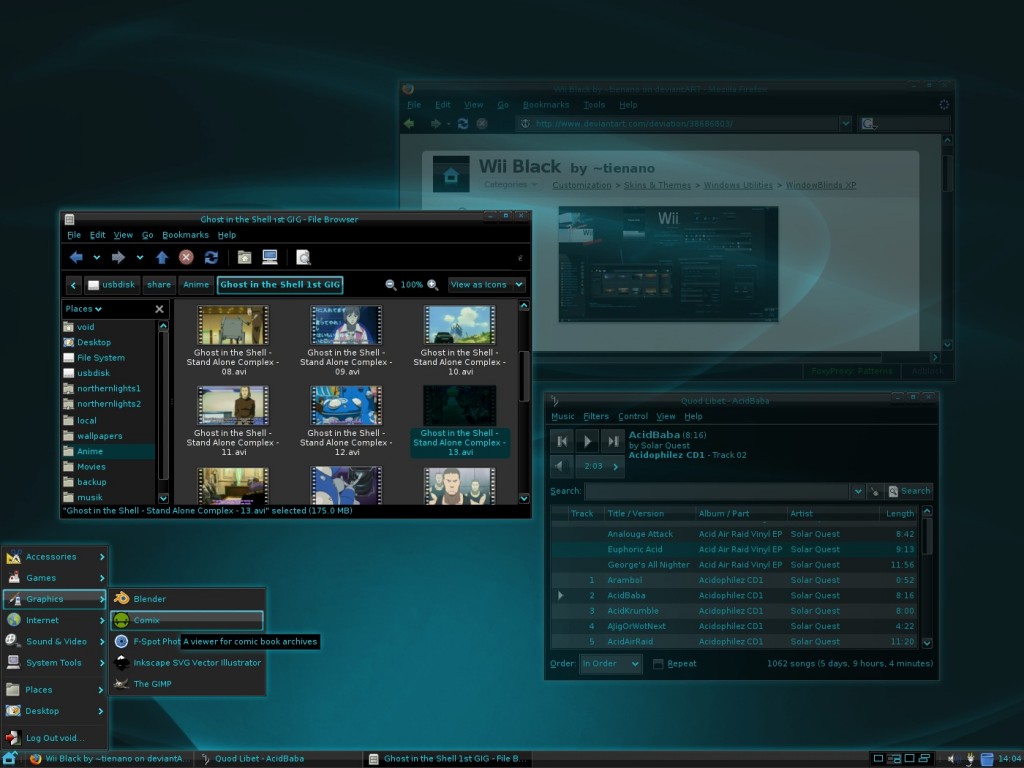 Wii Black by ~tienano on deviantART - Blenda Firefox
File Edit View Go Bookmarks Tools Help
http://www.deviantart.com/deviation/38686803/
Wii Black by ~tienano
Categories Customization > Skins & Themes > Windows Utilities > WindowBlinds XP
Wii
FoxyProxy: Patterns
Adblock
Ghost in the Shell 1st GIG - File Browser
File Edit View Go Bookmarks Help
usbdisk share Anime Ghost in the Shell 1st GIG 100% View as Icons
Places
void
Desktop
File System
usbdisk
northernlights1
northernlights2
local
wallpapers
Anime
Movies
backup
musik
Ghost in the Shell -
Stand Alone Complex -
08.avi
Ghost in the Shell -
Stand Alone Complex -
09.avi
Ghost in the Shell -
Stand Alone Complex -
10.avi
Ghost in the Shell -
Stand Alone Complex -
11.avi
Ghost in the Shell -
Stand Alone Complex -
12.avi
Ghost in the Shell -
Stand Alone Complex -
13.avi
"Ghost in the Shell - Stand Alone Complex - 13.avi" selected (175.0 MB)
Quod Libet - AcidBaba
Music Filters Control View Help
AcidBaba (8:16)
by Solar Quest
Acidophilez CD1 - Track 02
2:03
Search: Search
Track Title / Version Album / Part Artist Length
Analouge Attack Acid Air Raid Vinyl EP Solar Quest 8:42
Euphoric Acid Acid Air Raid Vinyl EP Solar Quest 9:13
George's All Nighter Acid Air Raid Vinyl EP Solar Quest 11:56
1 Arambol Acidophilez CD1 Solar Quest 0:52
2 AcidBaba Acidophilez CD1 Solar Quest 8:16
3 AcidKrumble Acidophilez CD1 Solar Quest 8:00
4 AJigOrWotNext Acidophilez CD1 Solar Quest 4:22
5 AcidAirRaid Acidophilez CD1 Solar Quest 11:20
Order: In Order Repeat 1062 songs (5 days, 9 hours, 4 minutes)
Accessories
Games
Graphics
Internet
Sound & Video
System Tools
Places
Desktop
Log Out void...
Blender
Comix
F-Spot Phot
A viewer for comic book archives
Inkscape SVG Vector Illustrator
The GIMP
Wii Black by ~tienano on deviantA... Quod Libet - AcidBaba Ghost in the Shell 1st GIG - File B... 14:04